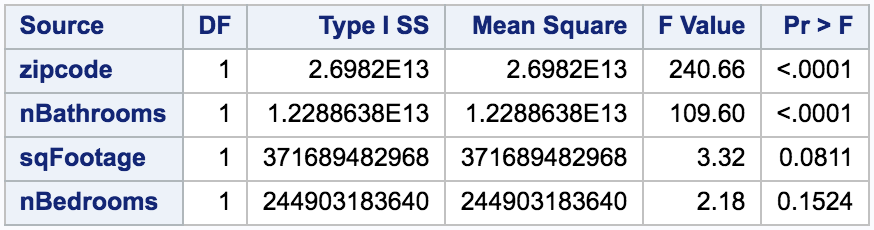 Source DF Type I SS Mean Square F Value Pr > F
zipcode 1 2.6982E13 2.6982E13 240.66 <.0001
nBathrooms 1 1.2288638E13 1.2288638E13 109.60 <.0001
sqFootage 1 371689482968 371689482968 3.32 0.0811
nBedrooms 1 244903183640 244903183640 2.18 0.1524